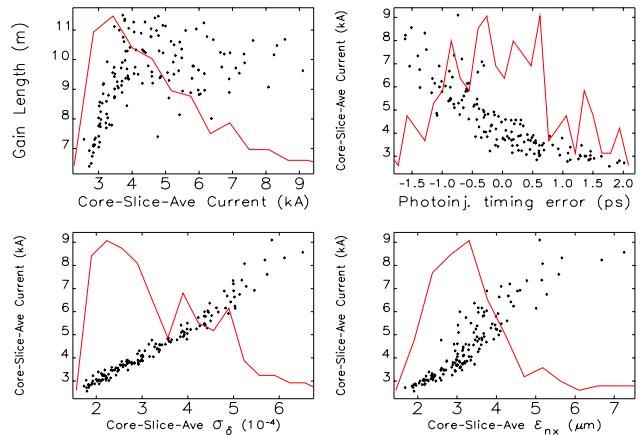 Gain Length (m)
11
10
9
8
7
3 4 5 6 7 8 9
Core-Slice-Ave Current (kA)
Core-Slice-Ave Current (kA)
9
8
7
6
5
4
3
-1.5 -1.0 -0.5 0.0 0.5 1.0 1.5 2.0
Photoinj. timing error (ps)
Core-Slice-Ave Current (kA)
9
8
7
6
5
4
3
2 3 4 5 6
Core-Slice-Ave σδ (10⁻⁴)
Core-Slice-Ave Current (kA)
9
8
7
6
5
4
3
2 3 4 5 6 7
Core-Slice-Ave εnx (μm)